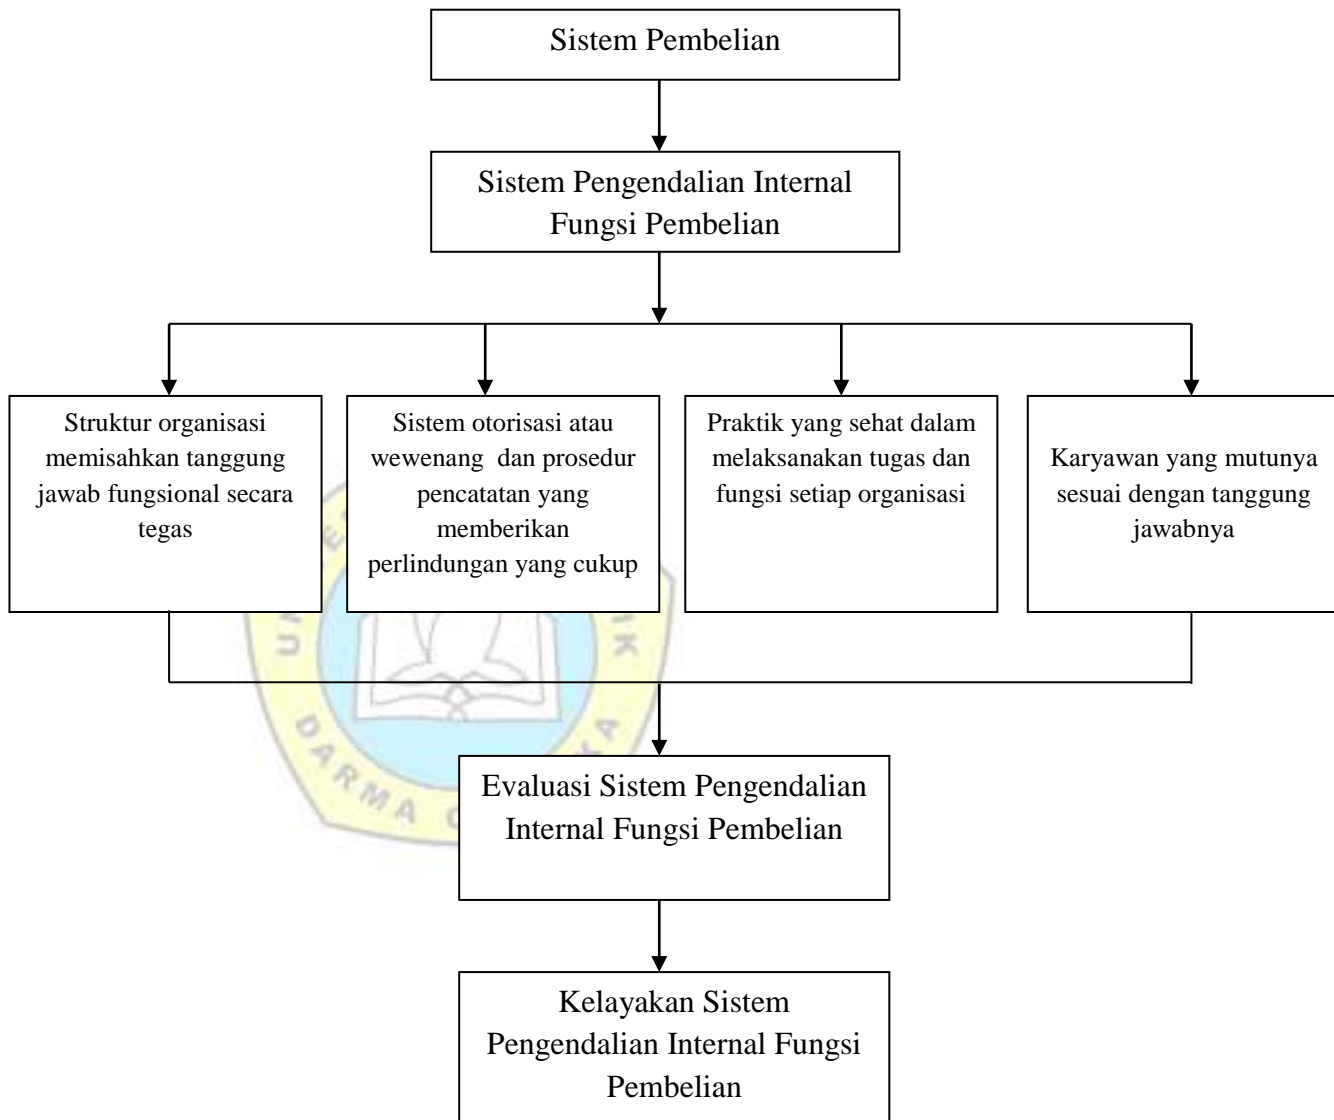 Sistem Pembelian
Sistem Pengendalian Internal
Fungsi Pembelian
Struktur organisasi
memisahkan tanggung
jawab fungsional secara
tegas
Sistem otorisasi atau
wewenang dan prosedur
pencatatan yang
memberikan
perlindungan yang cukup
Praktik yang sehat dalam
melaksanakan tugas dan
fungsi setiap organisasi
Karyawan yang mutunya
sesuai dengan tanggung
jawabnya
DARMA
Evaluasi Sistem Pengendalian
Internal Fungsi Pembelian
Kelayakan Sistem
Pengendalian Internal Fungsi
Pembelian